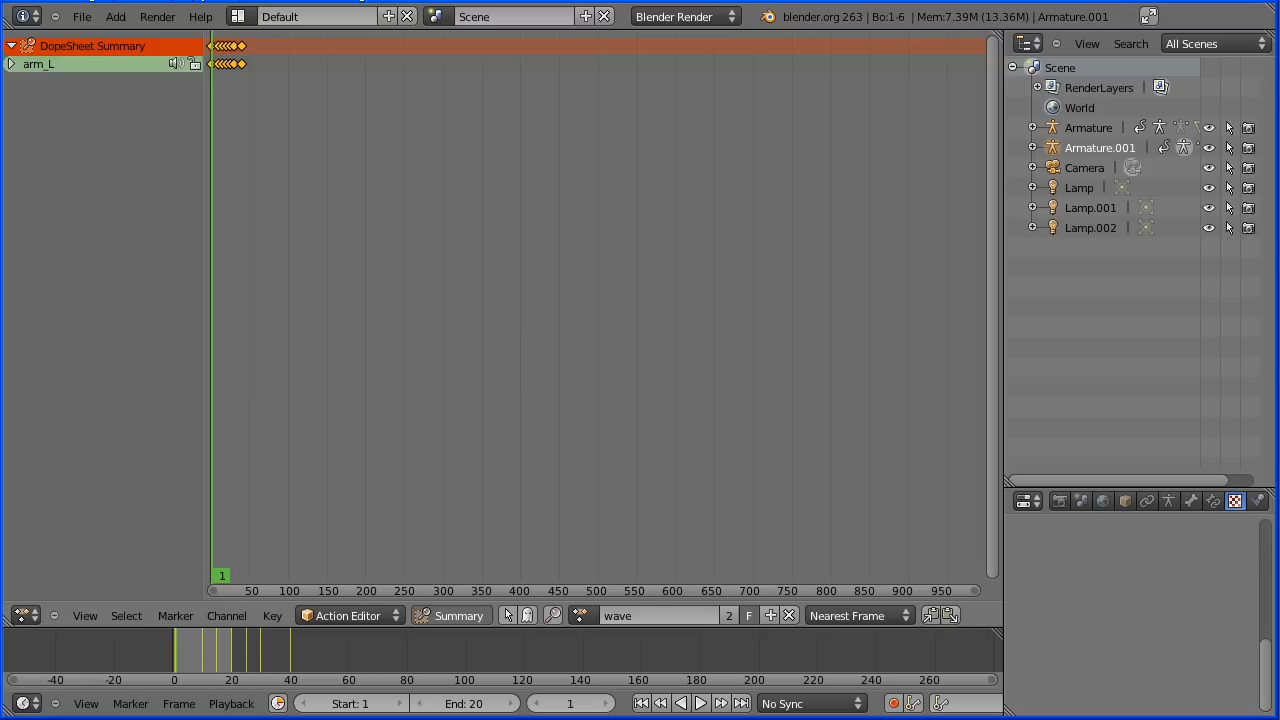 File Add Render Help Default Scene Blender Render blender.org 263 | Bo:1-6 | Mem:7.39M (13.36M) | Armature.001
DopeSheet Summary
arm_L
View Search All Scenes
Scene
RenderLayers
World
Armature
Armature.001
Camera
Lamp
Lamp.001
Lamp.002
1
50 100 150 200 250 300 350 400 450 500 550 600 650 700 750 800 850 900 950
View Select Marker Channel Key Action Editor Summary wave 2 F Nearest Frame
-40 -20 0 20 40 60 80 100 120 140 160 180 200 220 240 260
View Marker Frame Playback Start: 1 End: 20 1 No Sync